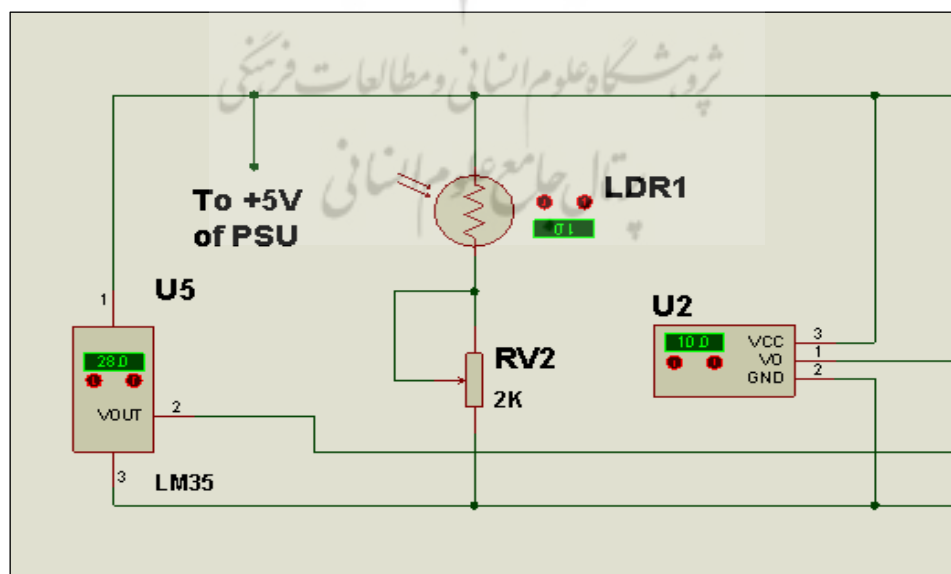 پژوهشگاه علوم انسانی و مطالعات فرهنگی
پرتال جامع علوم انسانی
To +5V
of PSU
LDR1
U5
1
28.0
VOUT
2
3
LM35
RV2
2K
U2
10.0
VCC
3
VO
1
GND
2